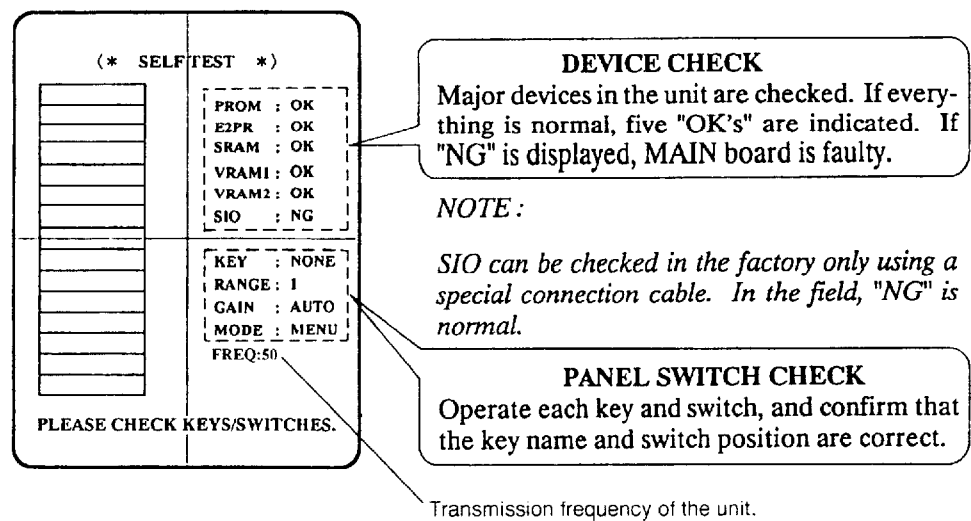 (* SELFTEST *)
PROM : OK
E2PR : OK
SRAM : OK
VRAM1 : OK
VRAM2 : OK
SIO : NG
KEY : NONE
RANGE : 1
GAIN : AUTO
MODE : MENU
FREQ:50
PLEASE CHECK KEYS/SWITCHES.
DEVICE CHECK
Major devices in the unit are checked. If every-
thing is normal, five "OK's" are indicated. If
"NG" is displayed, MAIN board is faulty.
NOTE :
SIO can be checked in the factory only using a
special connection cable. In the field, "NG" is
normal.
PANEL SWITCH CHECK
Operate each key and switch, and confirm that
the key name and switch position are correct.
Transmission frequency of the unit.